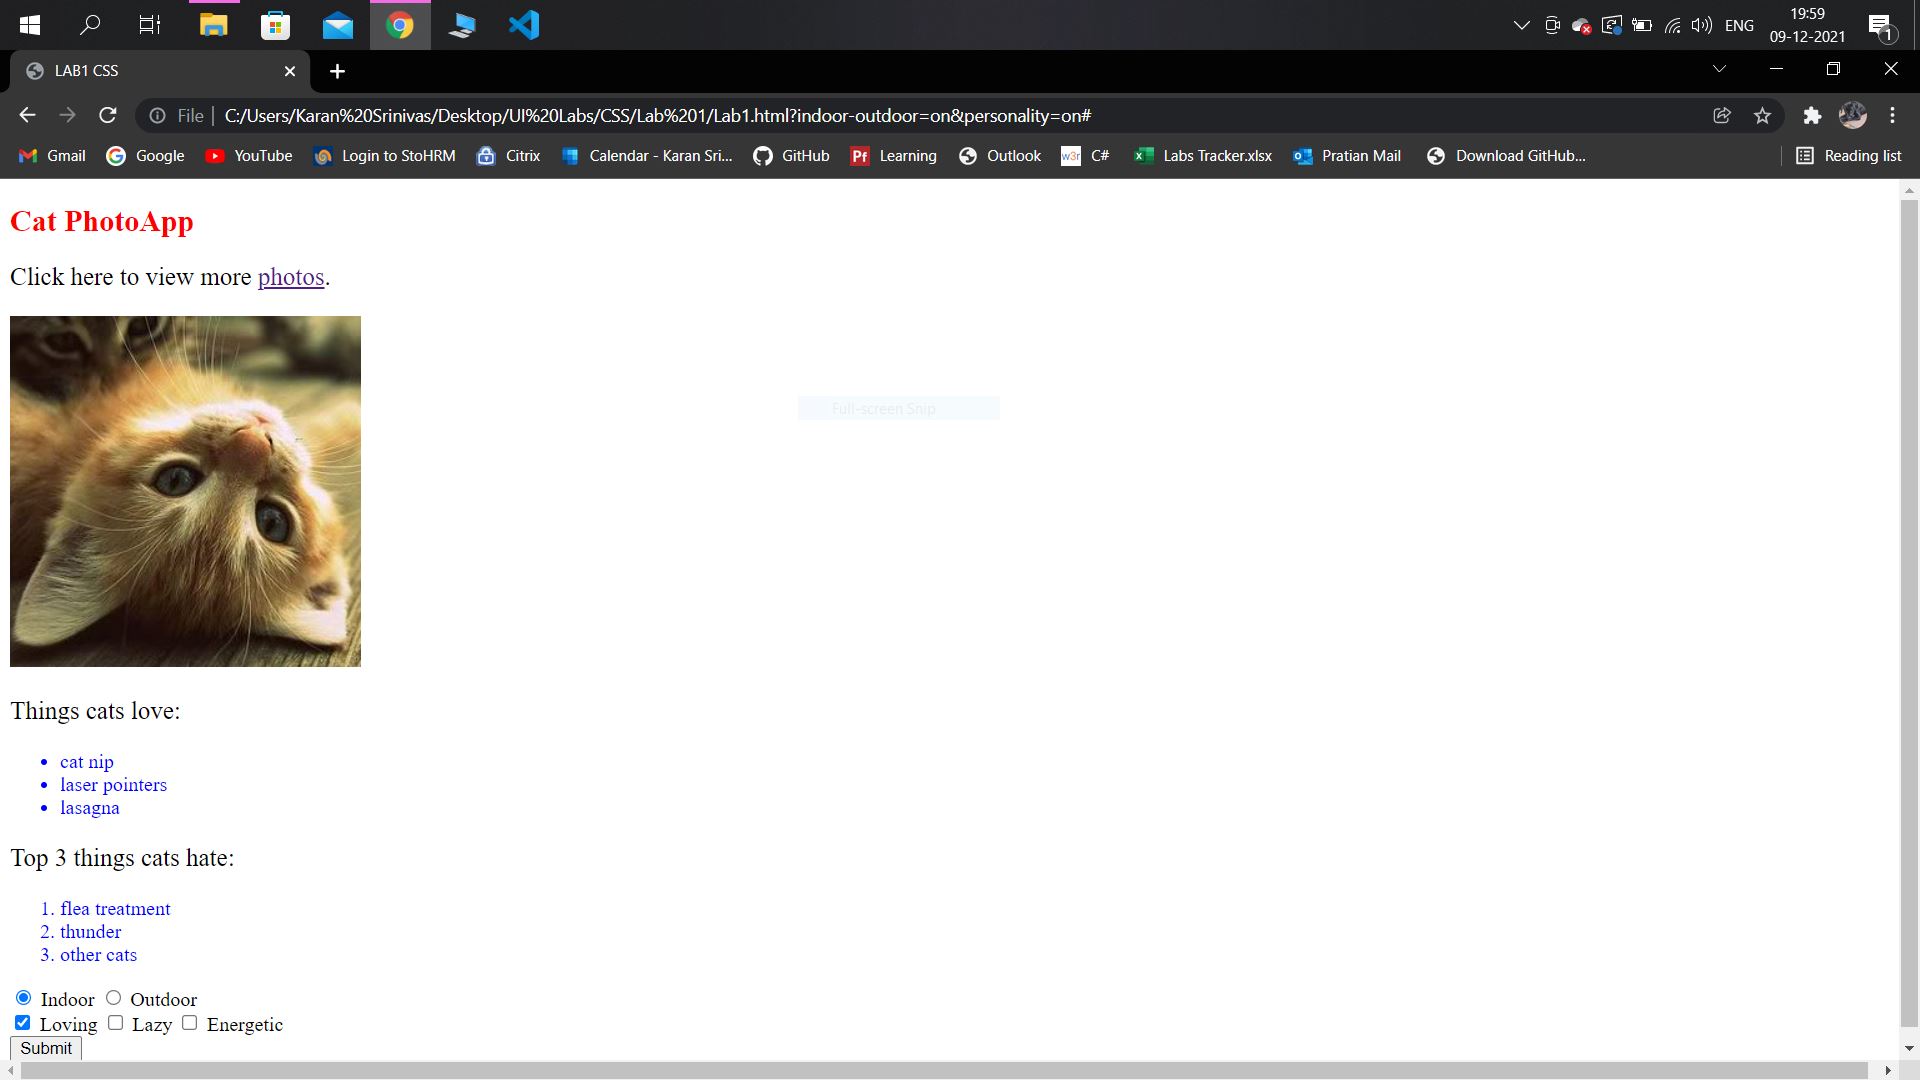 ENG
19:59
09-12-2021
1
LAB1 CSS
File | C:/Users/Karan%20Srinivas/Desktop/UI%20Labs/CSS/Lab%201/Lab1.html?indoor-outdoor=on&personality=on#
Gmail Google YouTube Login to StoHRM Citrix Calendar - Karan Sri... GitHub Pf Learning Outlook w3r C# Labs Tracker.xlsx Pratian Mail Download GitHub... Reading list
Cat PhotoApp
Click here to view more photos.
Full-screen Snip
Things cats love:
• cat nip
• laser pointers
• lasagna
Top 3 things cats hate:
1. flea treatment
2. thunder
3. other cats
Indoor Outdoor
Loving Lazy Energetic
Submit